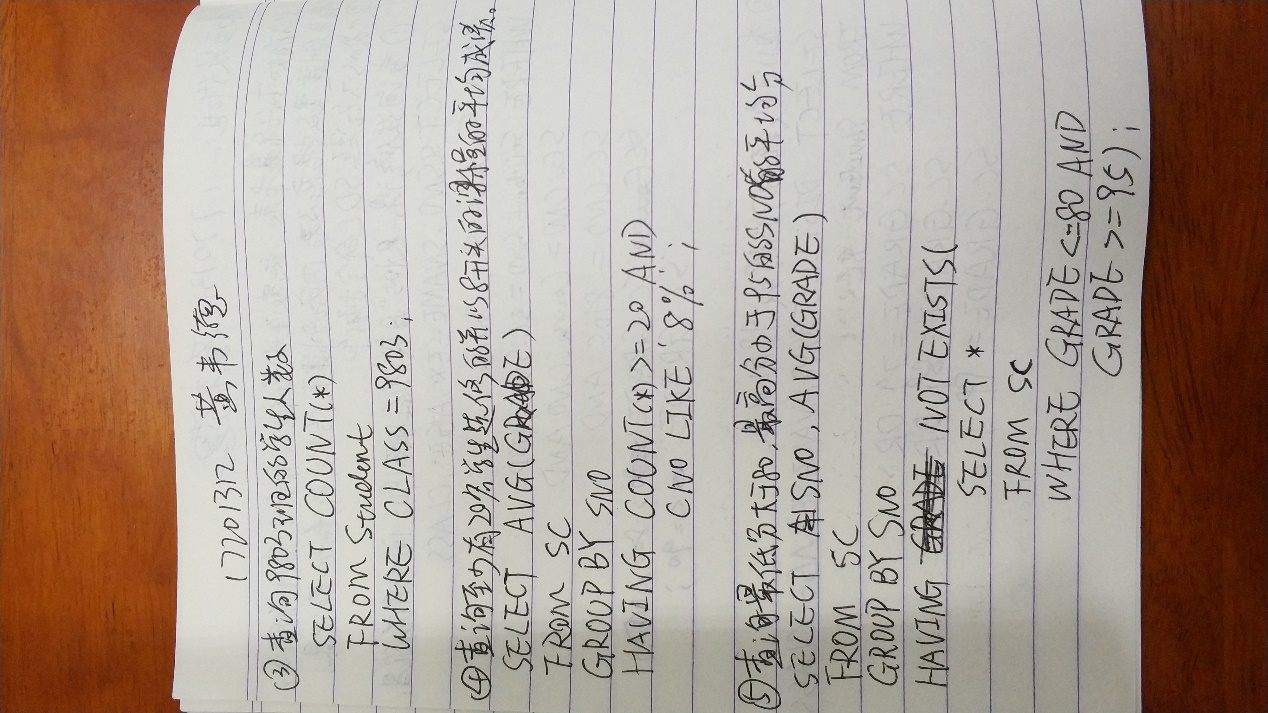 1720132 黄韦德
③查询9803班的学生人数
SELECT COUNT(*)
FROM Student
WHERE CLASS=9803;
④查询至少有20名学生选修的并以8开头的课程的平均成绩。
SELECT AVG(GRADE)
FROM SC
GROUP BY SNO
HAVING COUNT(*)>=20 AND
CNO LIKE '8%';
⑤查询最低分大于80,最高分小于95的SNO的平均分
SELECT SNO, AVG(GRADE)
FROM SC
GROUP BY SNO
HAVING NOT EXISTS(
SELECT *
FROM SC
WHERE GRADE<=80 AND
GRADE>=95);